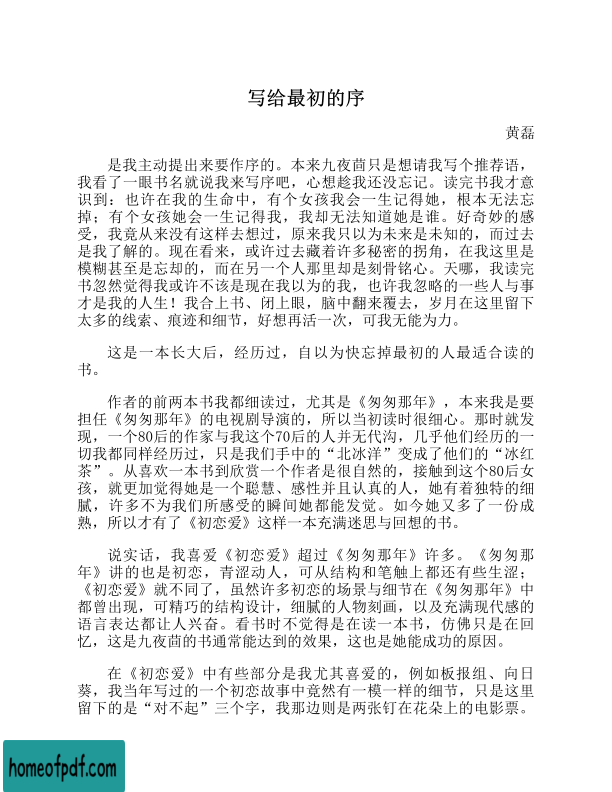 写给最初的序
黄磊
是我主动提出来要作序的。本来九夜茴只是想请我写个推荐语，
我看了一眼书名就说我来写序吧，心想趁我还没忘记。读完书我才意
识到：也许在我的生命中，有个女孩我会一生记得她，根本无法忘
掉；有个女孩她会一生记得我，我却无法知道她是谁。好奇妙的感
受，我竟从来没有这样去想过，原来我只以为未来是未知的，而过去
是我了解的。现在看来，或许过去藏着许多秘密的拐角，在我这里是
模糊甚至是忘却的，而在另一个人那里却是刻骨铭心。天哪，我读完
书忽然觉得我或许不该是现在我以为的我，也许我忽略的一些人与事
才是我的人生！我合上书、闭上眼，脑中翻来覆去，岁月在这里留下
太多的线索、痕迹和细节，好想再活一次，可我无能为力。
这是一本长大后，经历过，自以为快忘掉最初的人最适合读的
书。
作者的前两本书我都细读过，尤其是《匆匆那年》，本来我是要
担任《匆匆那年》的电视剧导演的，所以当初读时很细心。那时就发
现，一个80后的作家与我这个70后的人并无代沟，几乎他们经历的一
切我都同样经历过，只是我们手中的“北冰洋”变成了他们的“冰红
茶”。从喜欢一本书到欣赏一个作者是很自然的，接触到这个80后女
孩，就更加觉得她是一个聪慧、感性并且认真的人，她有着独特的细
腻，许多不为我们所感受的瞬间她都能发觉。如今她又多了一份成
熟，所以才有了《初恋爱》这样一本充满迷思与回想的书。
说实话，我喜爱《初恋爱》超过《匆匆那年》许多。《匆匆那
年》讲的也是初恋，青涩动人，可从结构和笔触上都还有些生涩；
《初恋爱》就不同了，虽然许多初恋的场景与细节在《匆匆那年》中
都曾出现，可精巧的结构设计，细腻的人物刻画，以及充满现代感的
语言表达都让人兴奋。看书时不觉得是在读一本书，仿佛只是在回
忆，这是九夜茴的书通常能达到的效果，这也是她能成功的原因。
在《初恋爱》中有些部分是我尤其喜爱的，例如板报组、向日
葵，我当年写过的一个初恋故事中竟然有一模一样的细节，只是这里
留下的是“对不起”三个字，我那边则是两张钉在花朵上的电影票。
homeofpdf.com